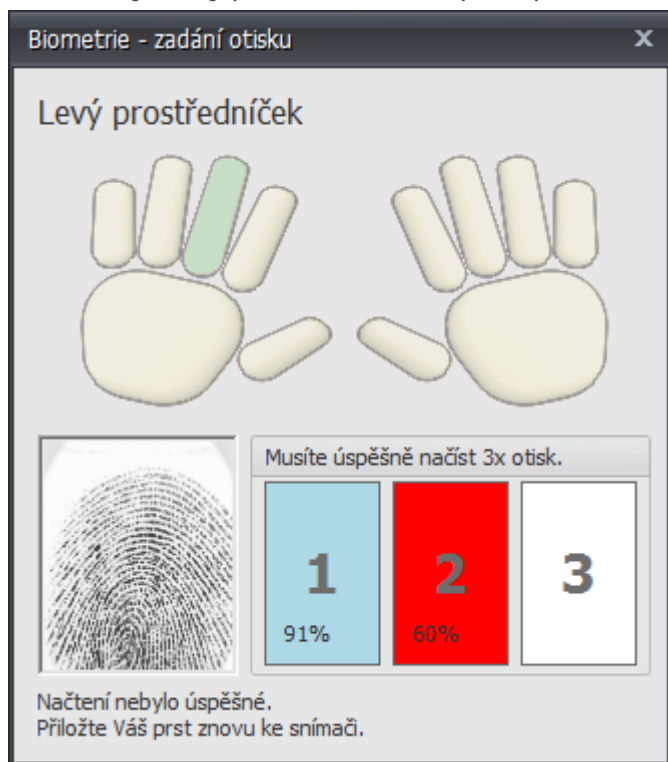 Biometrie - zadání otisku x
Levý prostředníček
Musíte úspěšně načíst 3x otisk.
1 2 3
91% 60%
Načtení nebylo úspěšné.
Přiložte Váš prst znovu ke snímači.